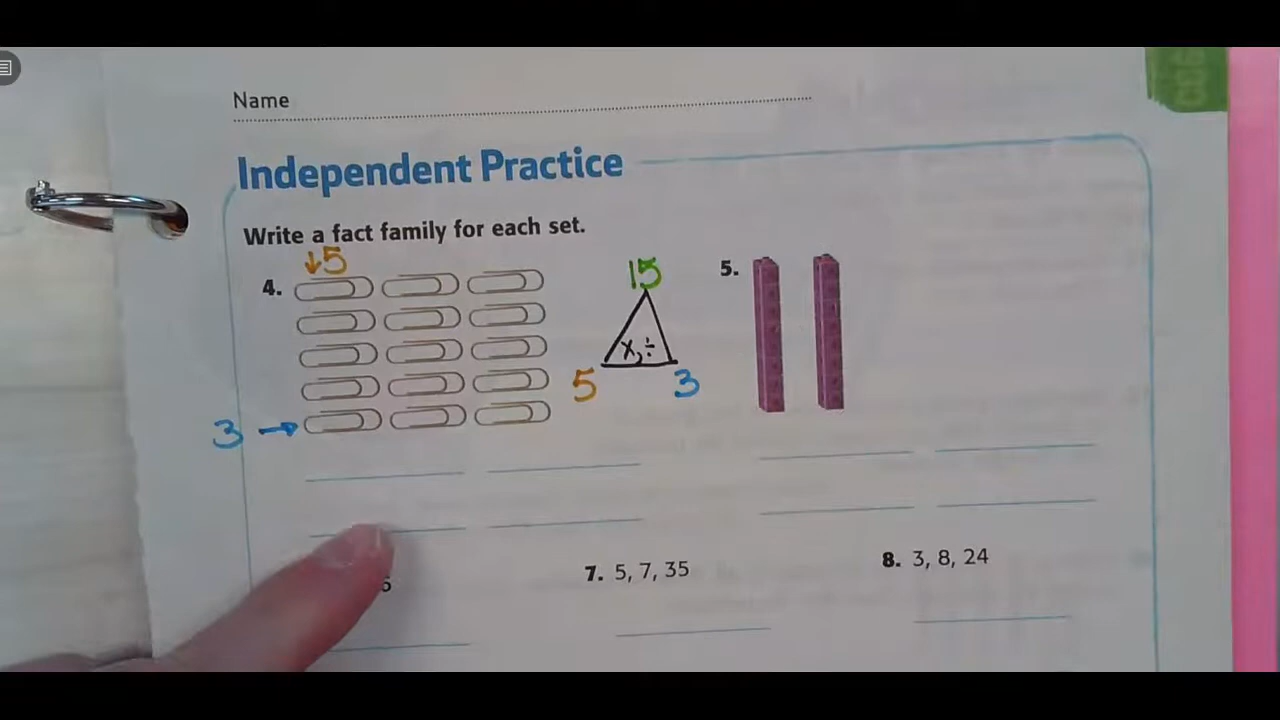 Name
Independent Practice
Write a fact family for each set.
↓5
4.
15
x, ÷
5 3
3 →
5.
6
7. 5, 7, 35
8. 3, 8, 24